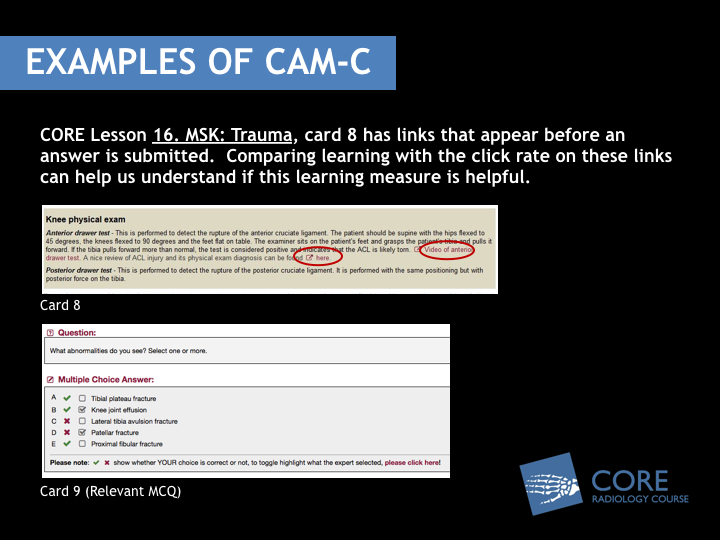 EXAMPLES OF CAM-C
CORE Lesson 16. MSK: Trauma, card 8 has links that appear before an
answer is submitted.  Comparing learning with the click rate on these links
can help us understand if this learning measure is helpful.
Knee physical exam
Anterior drawer test - This is performed to detect the rupture of the anterior cruciate ligament. The patient should be supine with the hips flexed to
45 degrees, the knees flexed to 90 degrees and the feet flat on table. The examiner sits on the patient's feet and grasps the patient's tibia and pulls it
forward. If the tibia pulls forward more than normal, the test is considered positive and indicates that the ACL is likely torn. Video of anterior
drawer test. A nice review of ACL injury and its physical exam diagnosis can be found here.
Posterior drawer test - This is performed to detect the rupture of the posterior cruciate ligament. It is performed with the same positioning but with
posterior force on the tibia.
Card 8
Question:
What abnormalities do you see? Select one or more.
Multiple Choice Answer:
A Tibial plateau fracture
B Knee joint effusion
C Lateral tibia avulsion fracture
D Patellar fracture
E Proximal fibular fracture
Please note: ✔ ✖ show whether YOUR choice is correct or not, to toggle highlight what the expert selected, please click here!
Card 9 (Relevant MCQ)
CORE
RADIOLOGY COURSE